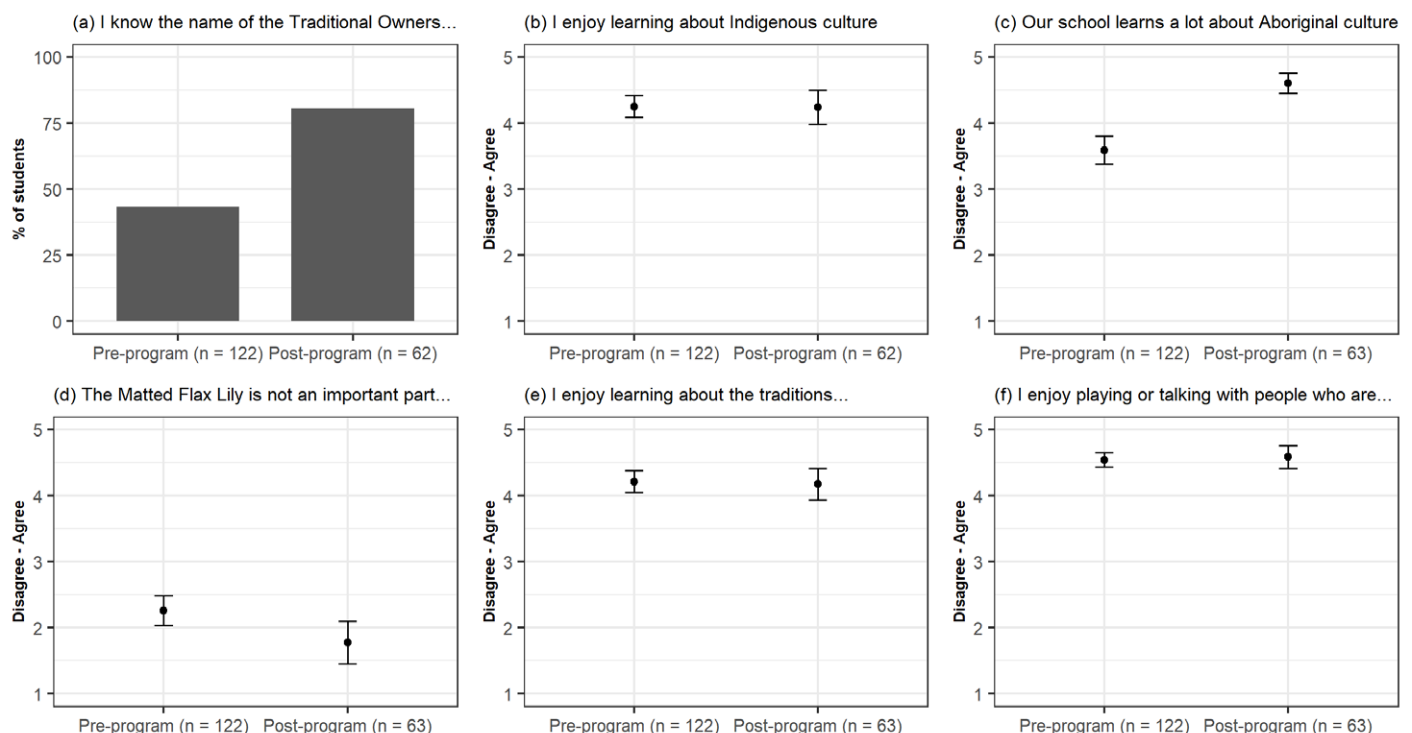 (a) I know the name of the Traditional Owners...
(b) I enjoy learning about Indigenous culture
(c) Our school learns a lot about Aboriginal culture
100
75
50
25
0
% of students
Pre-program (n = 122) Post-program (n = 62)
5
4
3
2
1
Disagree - Agree
Pre-program (n = 122) Post-program (n = 62)
5
4
3
2
1
Disagree - Agree
Pre-program (n = 122) Post-program (n = 63)
(d) The Matted Flax Lily is not an important part...
(e) I enjoy learning about the traditions...
(f) I enjoy playing or talking with people who are...
5
4
3
2
1
Disagree - Agree
Pre-program (n = 122) Post-program (n = 63)
5
4
3
2
1
Disagree - Agree
Pre-program (n = 122) Post-program (n = 63)
5
4
3
2
1
Disagree - Agree
Pre-program (n = 122) Post-program (n = 63)